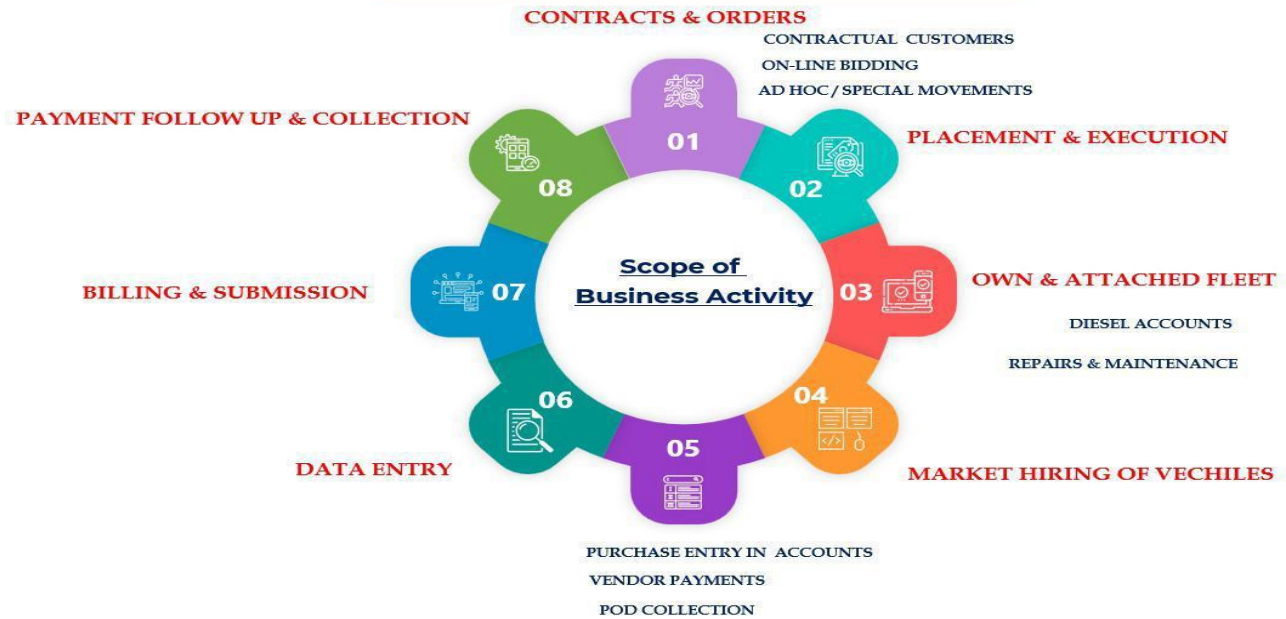 CONTRACTS & ORDERS
CONTRACTUAL CUSTOMERS
ON-LINE BIDDING
AD HOC / SPECIAL MOVEMENTS
01
PLACEMENT & EXECUTION
02
OWN & ATTACHED FLEET
03
DIESEL ACCOUNTS
REPAIRS & MAINTENANCE
04
MARKET HIRING OF VECHILES
05
PURCHASE ENTRY IN ACCOUNTS
VENDOR PAYMENTS
POD COLLECTION
06
DATA ENTRY
07
BILLING & SUBMISSION
08
PAYMENT FOLLOW UP & COLLECTION
Scope of
Business Activity